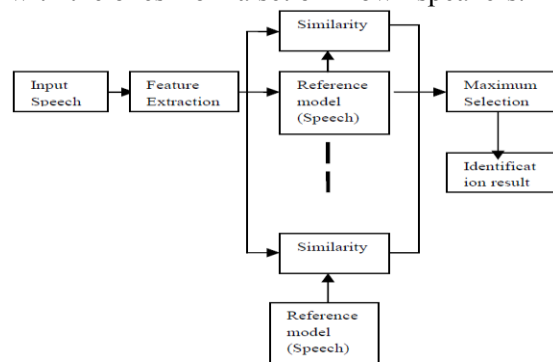 Similarity
Input
Speech
Feature
Extraction
Reference
model
(Speech)
Maximum
Selection
Identificat
ion result
Similarity
Reference
model
(Speech)